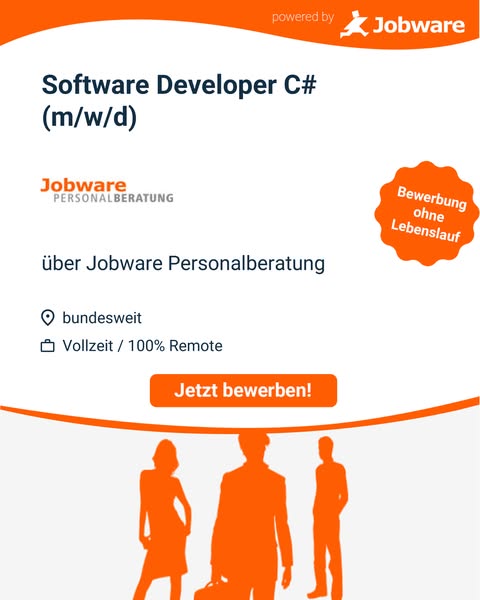 powered by Jobware
Software Developer C#
(m/w/d)
Jobware
PERSONALBERATUNG
Bewerbung
ohne
Lebenslauf
über Jobware Personalberatung
bundesweit
Vollzeit / 100% Remote
Jetzt bewerben!